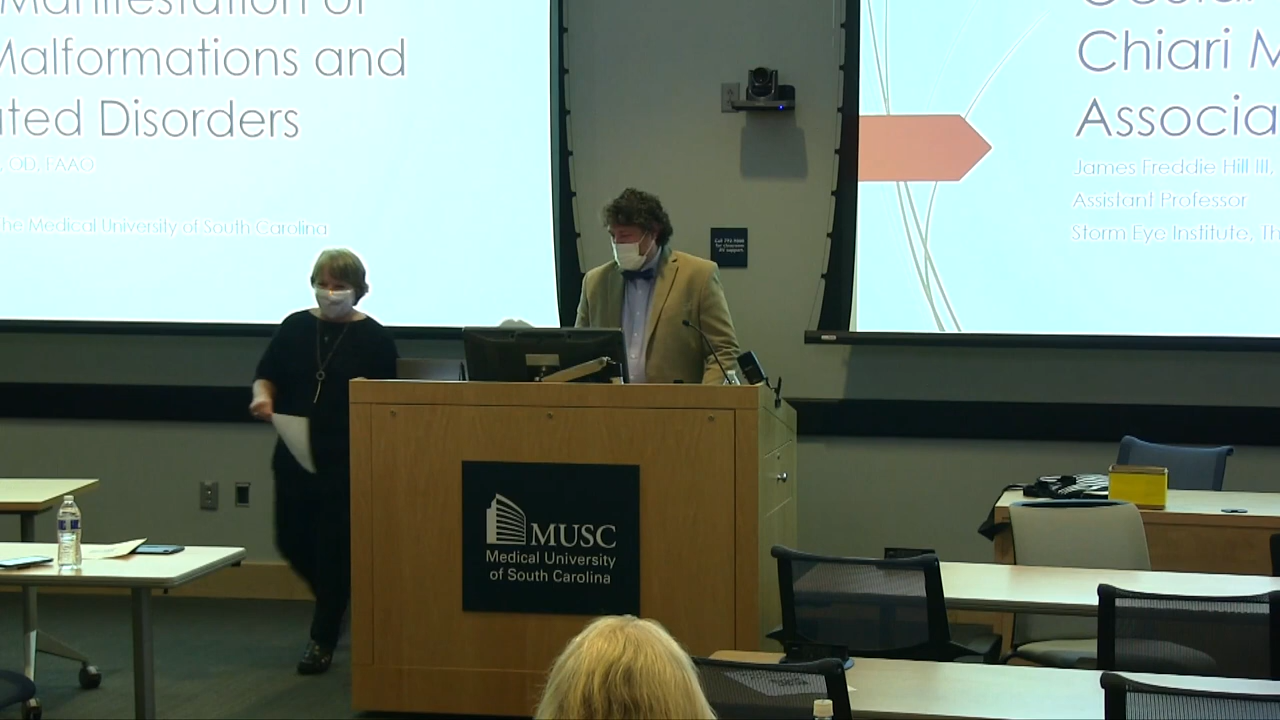 Manifestation of
Malformations and
ated Disorders
, OD, FAAO
he Medical University of South Carolina
Chiari M
Associa
James Freddie Hill III,
Assistant Professor
Storm Eye Institute, Th
MUSC
Medical University
of South Carolina